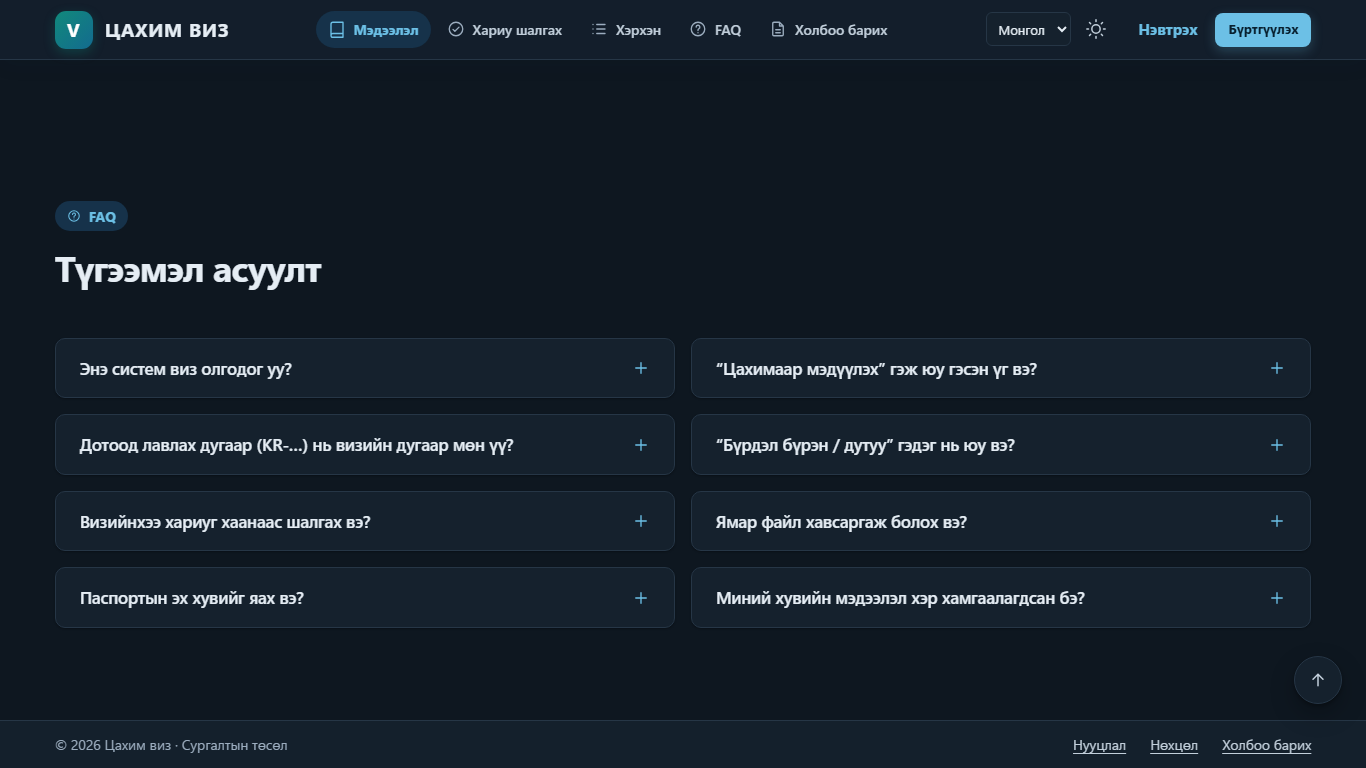 V ЦАХИМ ВИЗ Мэдээлэл Хариу шалгах Хэрхэн FAQ Холбоо барих Монгол Нэвтрэх Бүртгүүлэх
FAQ
Түгээмэл асуулт
Энэ систем виз олгодог уу?
“Цахимаар мэдүүлэх” гэж юу гэсэн үг вэ?
Дотоод лавлах дугаар (KR-…) нь визийн дугаар мөн үү?
“Бүрдэл бүрэн / дутуу” гэдэг нь юу вэ?
Визийнхээ хариуг хаанаас шалгах вэ?
Ямар файл хавсаргаж болох вэ?
Паспортын эх хувийг яах вэ?
Миний хувийн мэдээлэл хэр хамгаалагдсан бэ?
© 2026 Цахим виз · Сургалтын төсөл Нууцлал Нөхцөл Холбоо барих